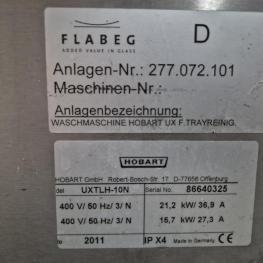 FLABEG
ADDED VALUE IN GLASS
D
Anlagen-Nr.: 277.072.101
Maschinen-Nr.:
Anlagenbezeichnung:
WASCHMASCHINE HOBART UX F.TRAYREINIG.
HOBART
HOBART GmbH Robert-Bosch-Str. 17 D-77656 Offenburg
del UXTLH-10N Serial No. 86640325
400 V/ 50 Hz/ 3/ N 21,2 kW/ 36,9 A
400 V/ 50 Hz/ 3/ N 15,7 kW/ 27,3 A
2011 IP X4 Made in Germany CE